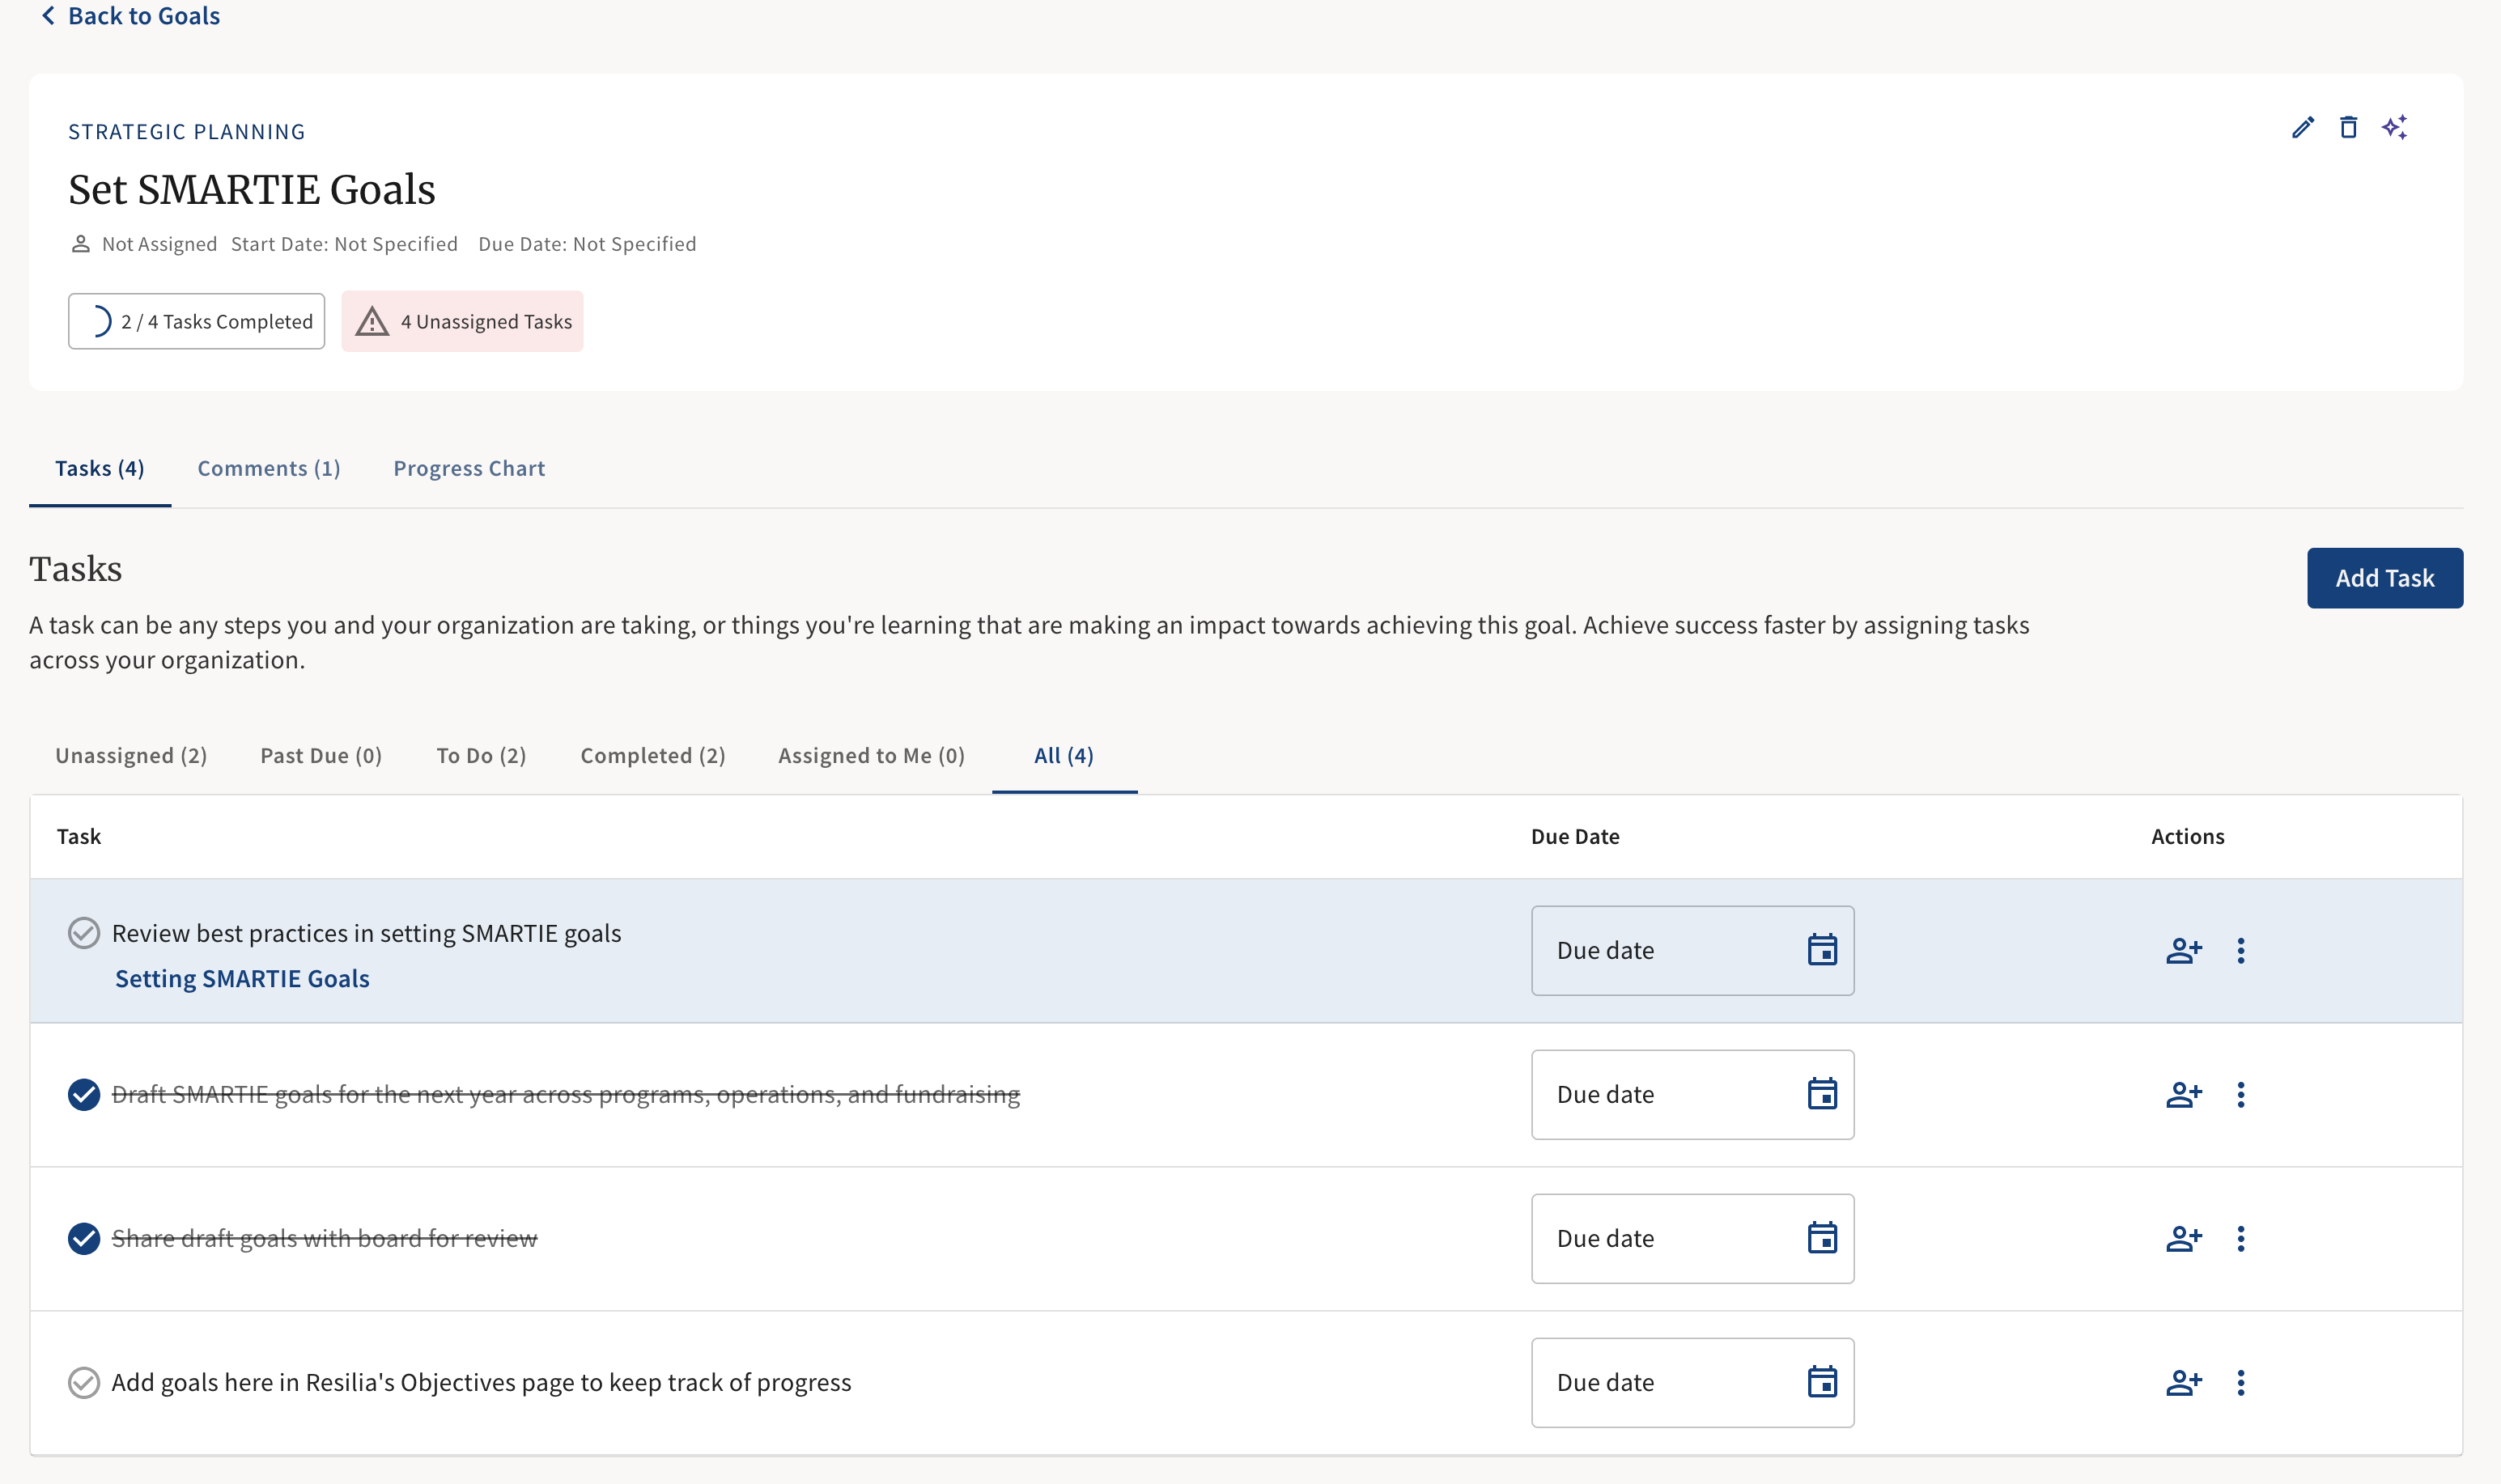 Back to Goals
STRATEGIC PLANNING
Set SMARTIE Goals
Not Assigned Start Date: Not Specified Due Date: Not Specified
2 / 4 Tasks Completed 4 Unassigned Tasks
Tasks (4) Comments (1) Progress Chart
Tasks
Add Task
A task can be any steps you and your organization are taking, or things you're learning that are making an impact towards achieving this goal. Achieve success faster by assigning tasks
across your organization.
Unassigned (2) Past Due (0) To Do (2) Completed (2) Assigned to Me (0) All (4)
Task Due Date Actions
Review best practices in setting SMARTIE goals
Due date
Setting SMARTIE Goals
Draft SMARTIE goals for the next year across programs, operations, and fundraising Due date
Share draft goals with board for review Due date
Add goals here in Resilia's Objectives page to keep track of progress Due date